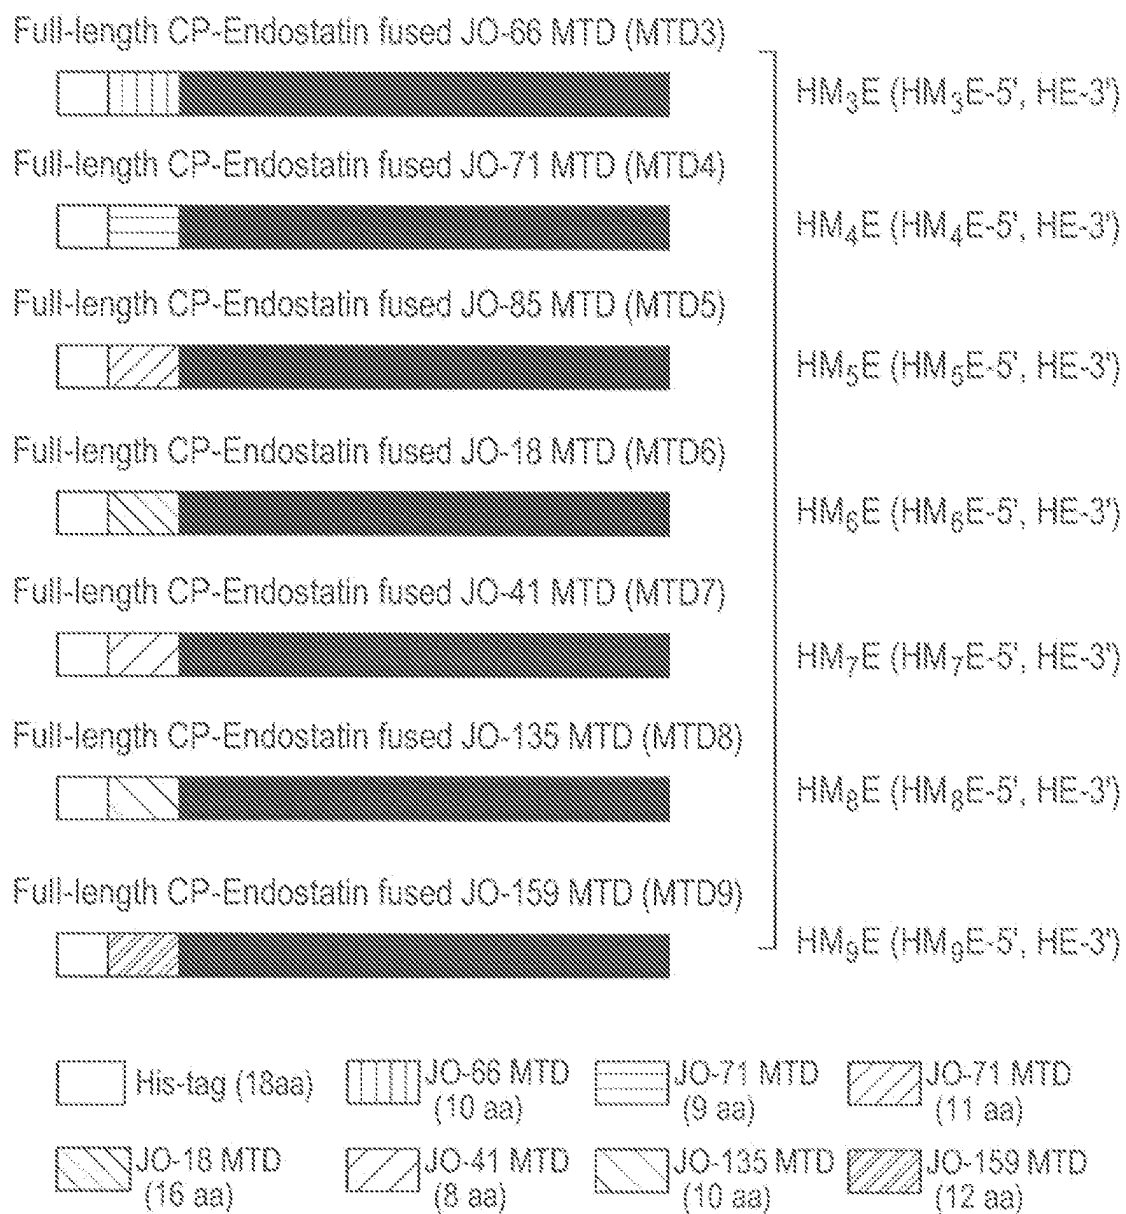 Full-length CP-Endostatin fused JO-66 MTD (MTD3)
HM3E (HM3E-5', HE-3')
Full-length CP-Endostatin fused JO-71 MTD (MTD4)
HM4E (HM4E-5', HE-3')
Full-length CP-Endostatin fused JO-85 MTD (MTD5)
HM5E (HM5E-5', HE-3')
Full-length CP-Endostatin fused JO-18 MTD (MTD6)
HM6E (HM6E-5', HE-3')
Full-length CP-Endostatin fused JO-41 MTD (MTD7)
HM7E (HM7E-5', HE-3')
Full-length CP-Endostatin fused JO-135 MTD (MTD8)
HM8E (HM8E-5', HE-3')
Full-length CP-Endostatin fused JO-159 MTD (MTD9)
HM9E (HM9E-5', HE-3')
His-tag (18aa)
JO-66 MTD
(10 aa)
JO-71 MTD
(9 aa)
JO-71 MTD
(11 aa)
JO-18 MTD
(16 aa)
JO-41 MTD
(8 aa)
JO-135 MTD
(10 aa)
JO-159 MTD
(12 aa)